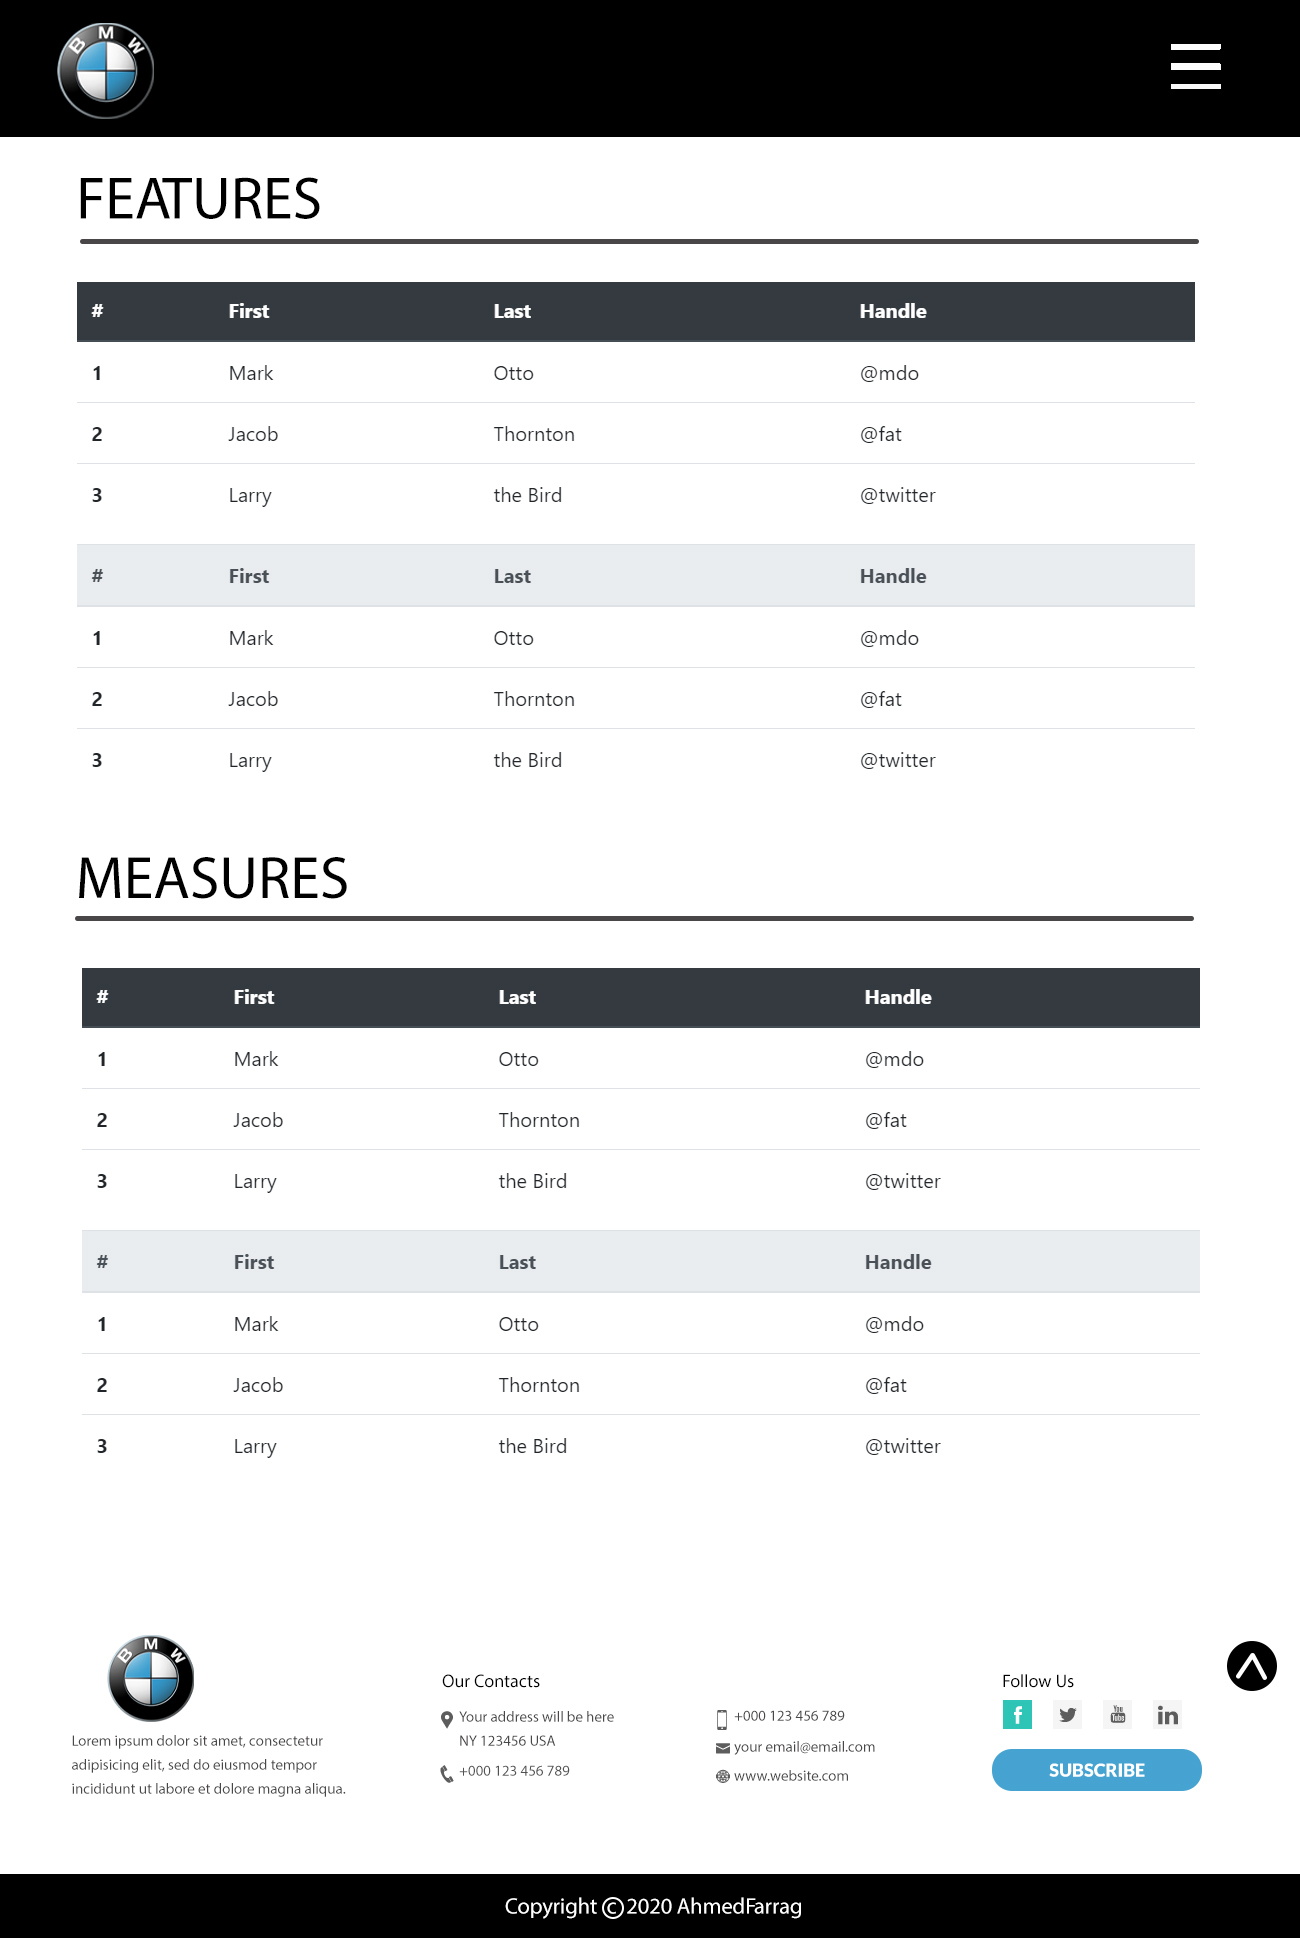 BMW
FEATURES
# First Last Handle
1 Mark Otto @mdo
2 Jacob Thornton @fat
3 Larry the Bird @twitter
# First Last Handle
1 Mark Otto @mdo
2 Jacob Thornton @fat
3 Larry the Bird @twitter
MEASURES
# First Last Handle
1 Mark Otto @mdo
2 Jacob Thornton @fat
3 Larry the Bird @twitter
# First Last Handle
1 Mark Otto @mdo
2 Jacob Thornton @fat
3 Larry the Bird @twitter
BMW
Lorem ipsum dolor sit amet, consectetur
adipisicing elit, sed do eiusmod tempor
incididunt ut labore et dolore magna aliqua.
Our Contacts
Your address will be here
NY 123456 USA
+000 123 456 789
+000 123 456 789
your email@email.com
www.website.com
Follow Us
f You Tube in
SUBSCRIBE
Copyright ©2020 AhmedFarrag